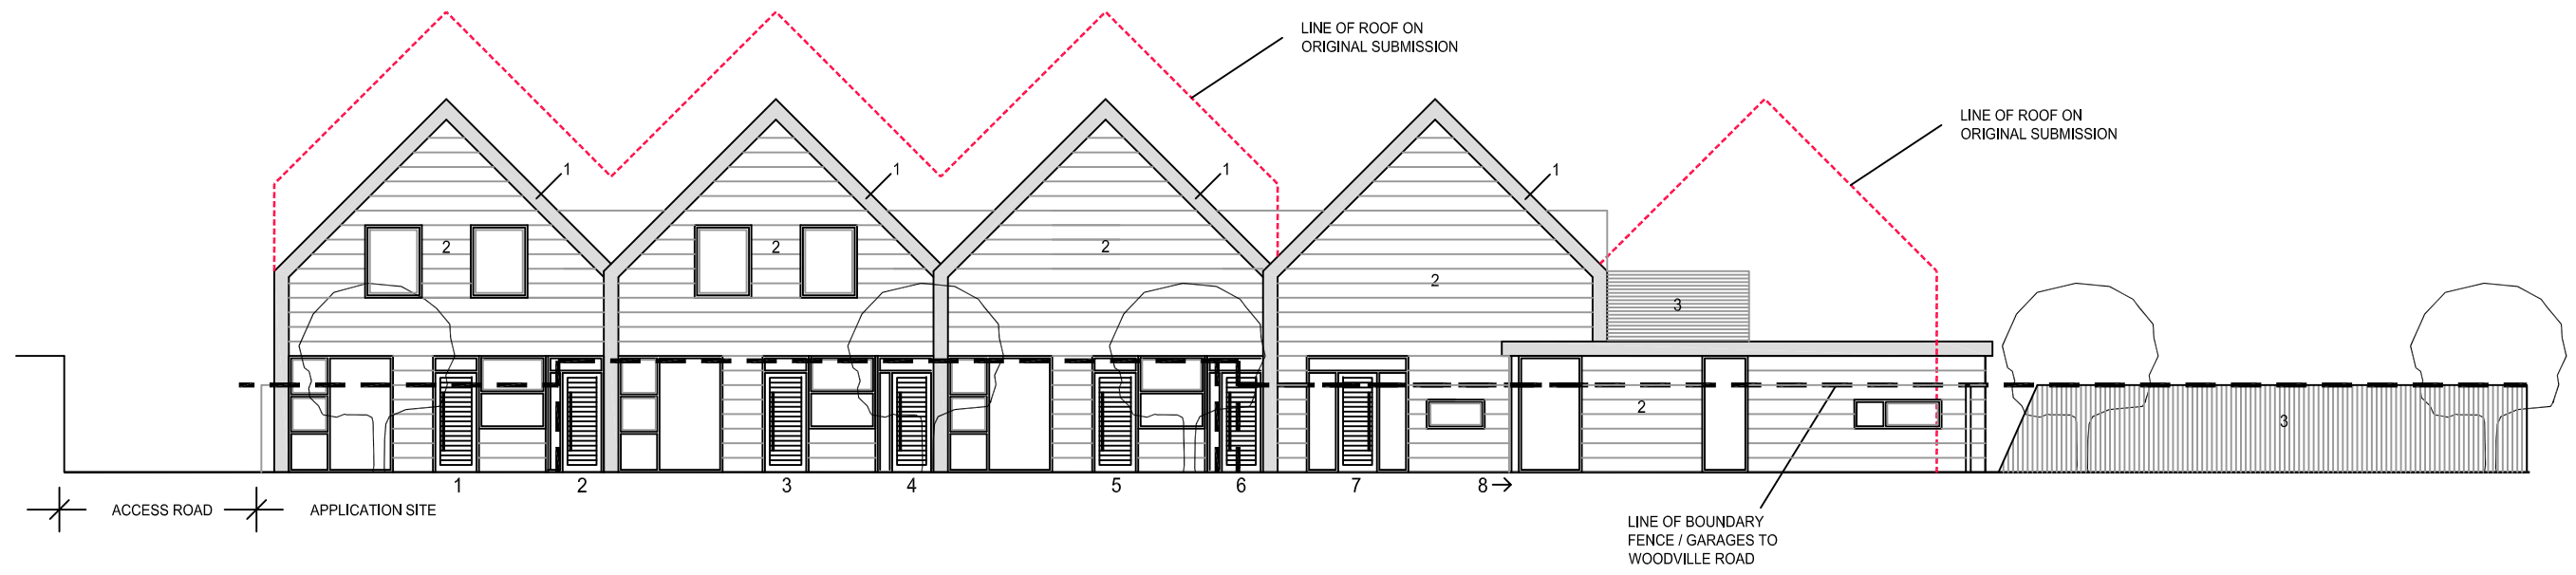 LINE OF ROOF ON
ORIGINAL SUBMISSION
LINE OF ROOF ON
ORIGINAL SUBMISSION
1
1
1
1
2
2
2
2
3
2
3
1
2
3
4
5
6
7
8→
ACCESS ROAD
APPLICATION SITE
LINE OF BOUNDARY
FENCE / GARAGES TO
WOODVILLE ROAD